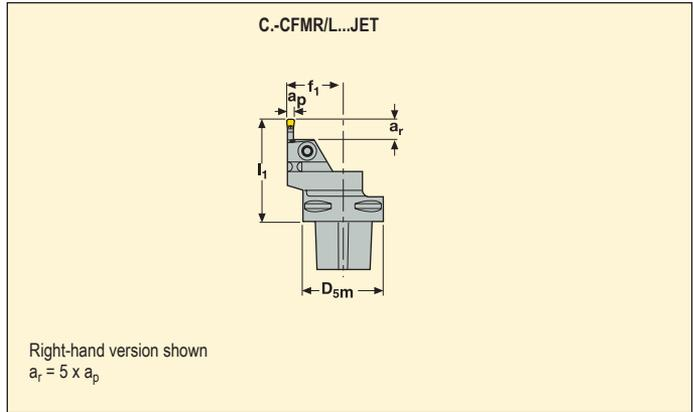 C.-CFMR/L...JET
f₁
aₚ
aᵣ
l₁
D₅ₘ
Right-hand version shown
aᵣ = 5 x aₚ